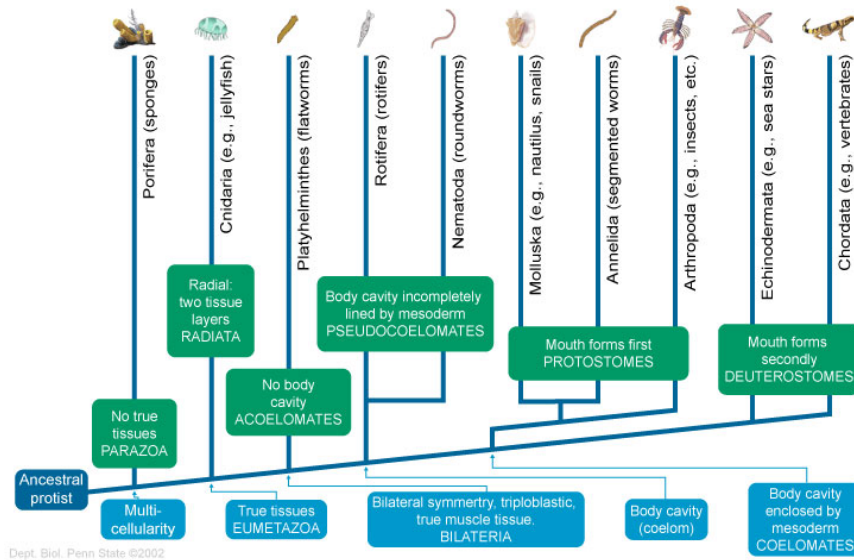 Porifera (sponges)
Cnidaria (e.g., jellyfish)
Platyhelminthes (flatworms)
Rotifera (rotifers)
Nematoda (roundworms)
Molluska (e.g., nautilus, snails)
Annelida (segmented worms)
Arthropoda (e.g., insects, etc.)
Echinodermata (e.g., sea stars)
Chordata (e.g., vertebrates)
Radial:
two tissue
layers
RADIATA
Body cavity incompletely
lined by mesoderm
PSEUDOCOELOMATES
Mouth forms first
PROTOSTOMES
Mouth forms
secondly
DEUTEROSTOMES
No body
cavity
ACOELOMATES
No true
tissues
PARAZOA
Ancestral
protist
Multi-
cellularity
True tissues
EUMETAZOA
Bilateral symmetry, triploblastic,
true muscle tissue.
BILATERIA
Body cavity
(coelom)
Body cavity
enclosed by
mesoderm
COELOMATES
Dept. Biol. Penn State ©2002